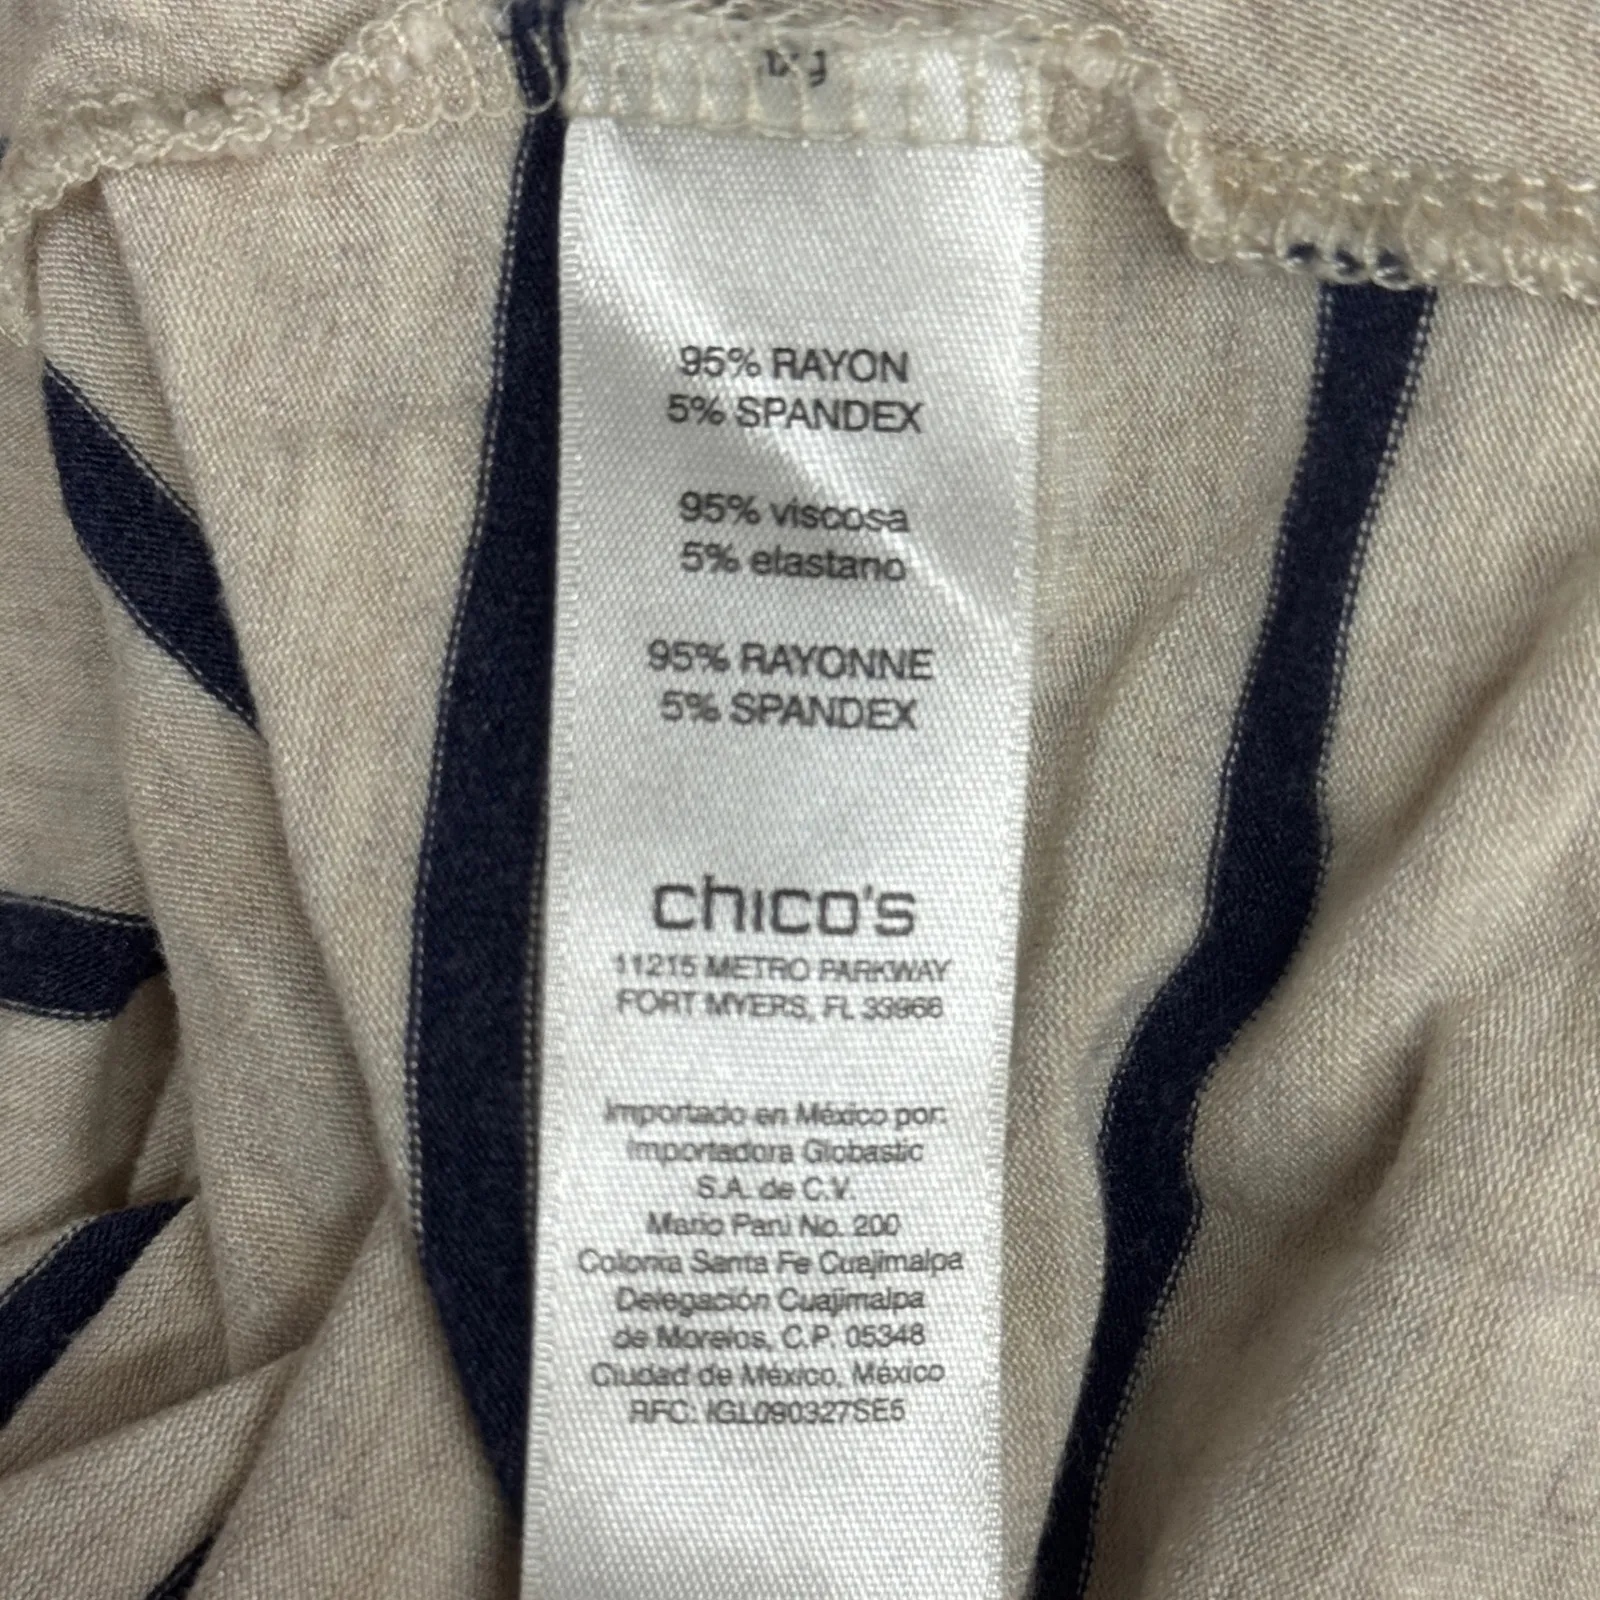 95% RAYON
5% SPANDEX
95% viscosa
5% elastano
95% RAYONNE
5% SPANDEX
chico's
11215 METRO PARKWAY
FORT MYERS, FL 33966
Importado en México por:
Importadora Globastic
S.A. de C.V.
Mario Pani No. 200
Colonia Santa Fe Cuajimalpa
Delegación Cuajimalpa
de Morelos, C.P. 05348
Ciudad de México, México
RFC: IGL090327SE5